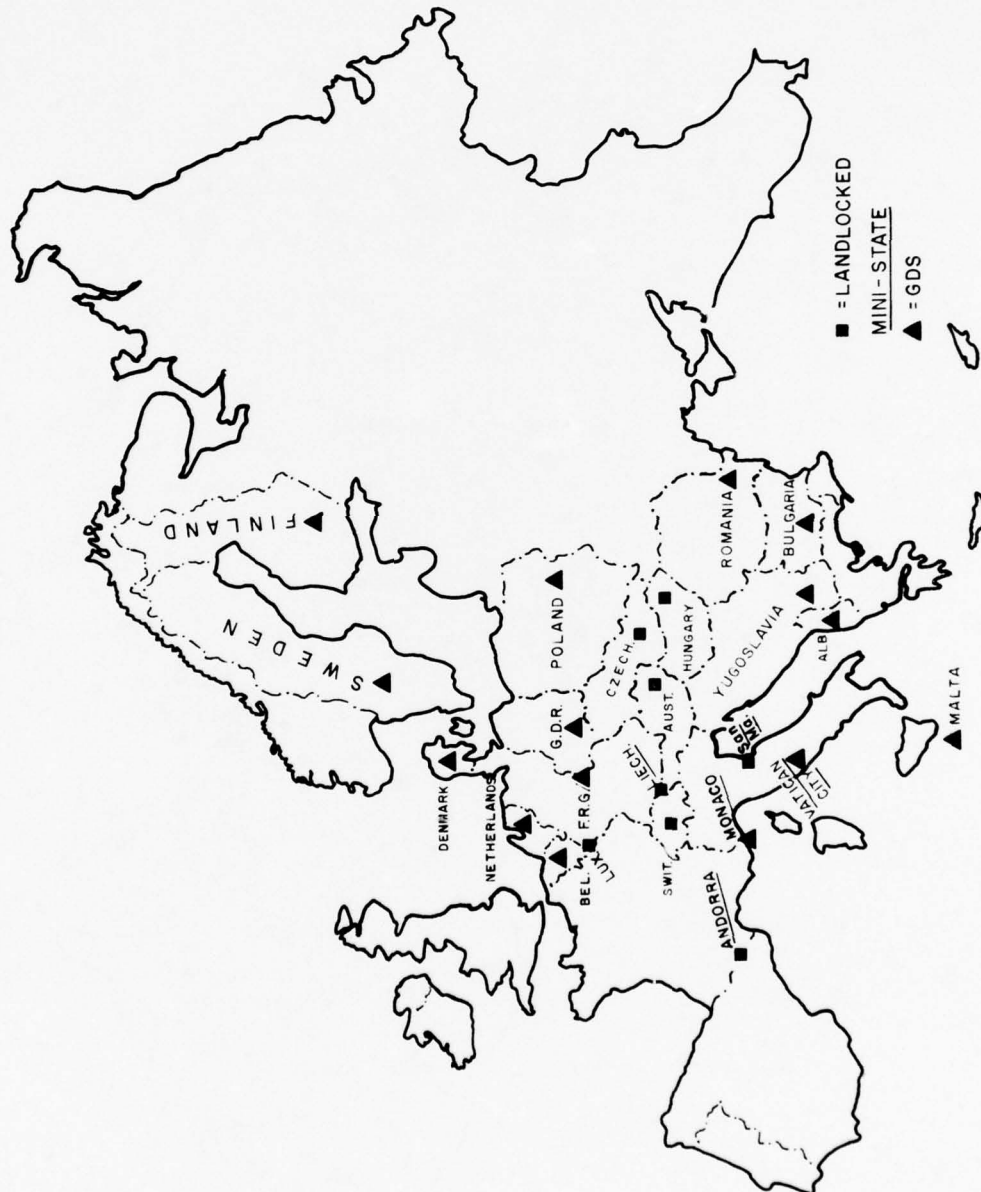 FINLAND
SWEDEN
DENMARK
NETHERLANDS
BEL.
LUX.
F.R.G.
G.D.R.
POLAND
CZECH.
SWIT.
LIECH.
AUST.
HUNGARY
ROMANIA
BULGARIA
YUGOSLAVIA
ALB
ANDORRA
MONACO
San
Ma.
VATICAN
CITY
MALTA
■ = LANDLOCKED
MINI-STATE
▲ = GDS